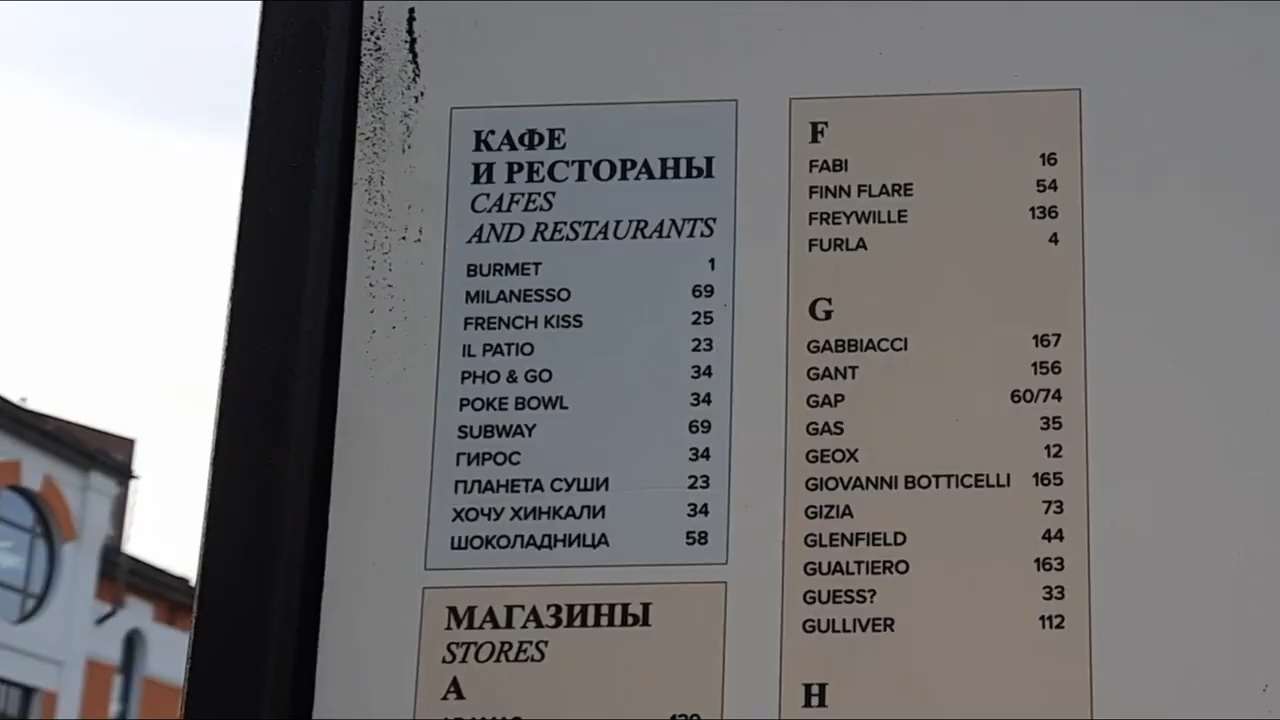 КАФЕ
И РЕСТОРАНЫ
CAFES
AND RESTAURANTS
BURMET 1
MILANESSO 69
FRENCH KISS 25
IL PATIO 23
PHO & GO 34
POKE BOWL 34
SUBWAY 69
ГИРОС 34
ПЛАНЕТА СУШИ 23
ХОЧУ ХИНКАЛИ 34
ШОКОЛАДНИЦА 58
МАГАЗИНЫ
STORES
A
F
FABI 16
FINN FLARE 54
FREYWILLE 136
FURLA 4
G
GABBIACCI 167
GANT 156
GAP 60/74
GAS 35
GEOX 12
GIOVANNI BOTTICELLI 165
GIZIA 73
GLENFIELD 44
GUALTIERO 163
GUESS? 33
GULLIVER 112
H